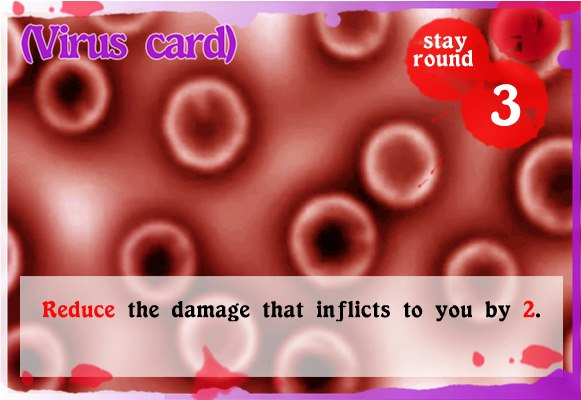 (Virus card)
stay
round
3
Reduce the damage that inflicts to you by 2.